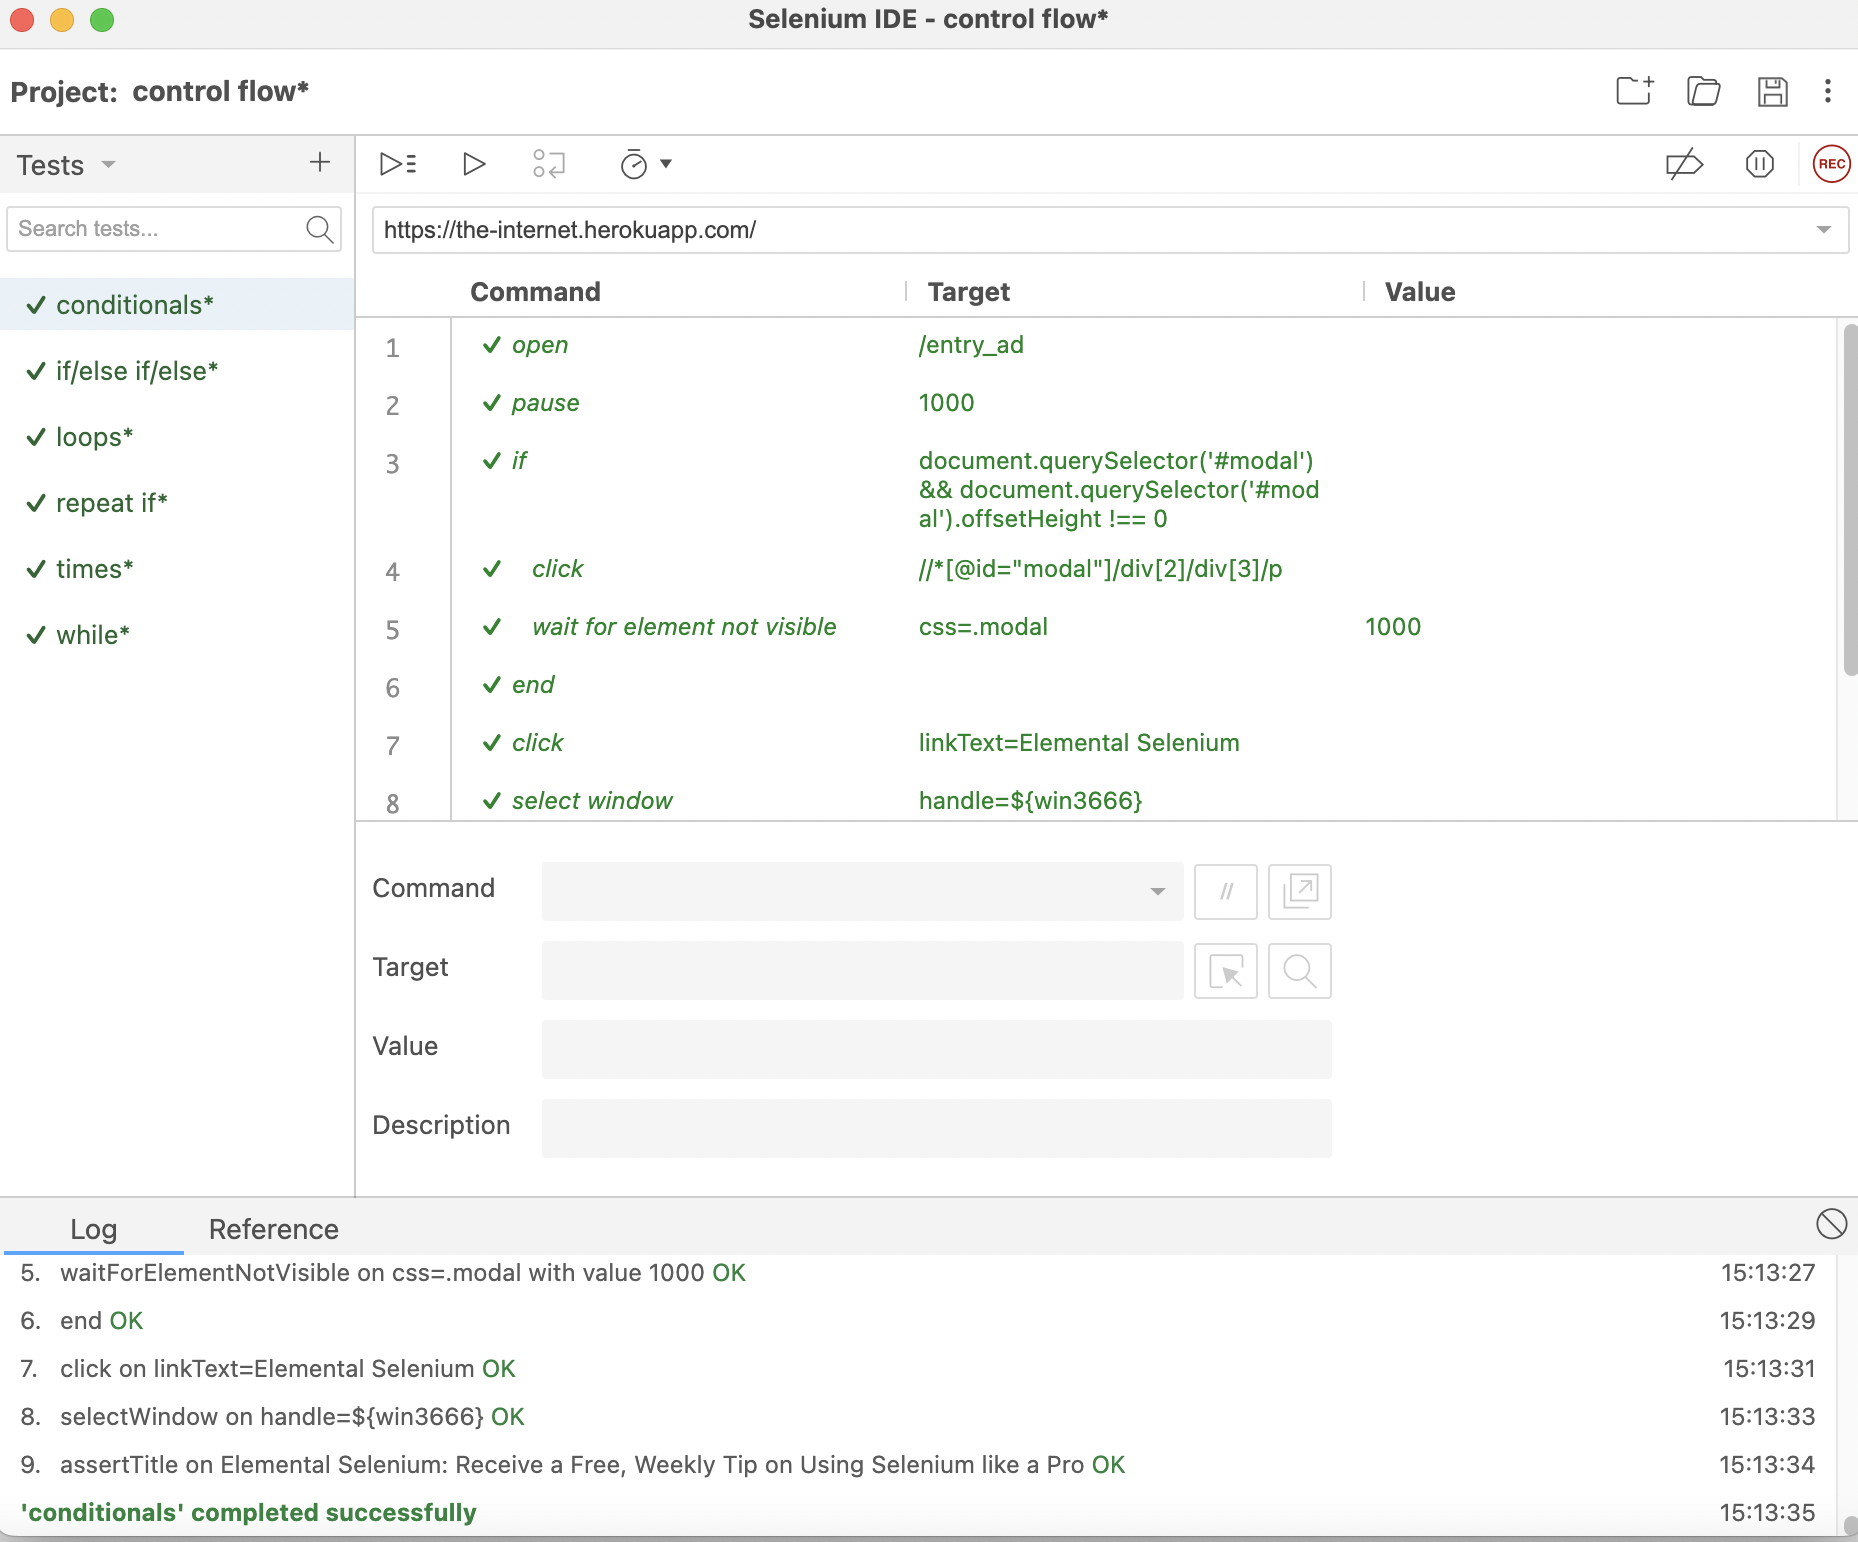 Selenium IDE - control flow*
Project: control flow*
Tests
REC
Search tests...
https://the-internet.herokuapp.com/
conditionals*
if/else if/else*
loops*
repeat if*
times*
while*
Command Target Value
1 open /entry_ad
2 pause 1000
3 if document.querySelector('#modal')
&& document.querySelector('#mod
al').offsetHeight !== 0
4 click //*[@id="modal"]/div[2]/div[3]/p
5 wait for element not visible css=.modal 1000
6 end
7 click linkText=Elemental Selenium
8 select window handle=${win3666}
Command //
Target
Value
Description
Log Reference
5. waitForElementNotVisible on css=.modal with value 1000 OK 15:13:27
6. end OK 15:13:29
7. click on linkText=Elemental Selenium OK 15:13:31
8. selectWindow on handle=${win3666} OK 15:13:33
9. assertTitle on Elemental Selenium: Receive a Free, Weekly Tip on Using Selenium like a Pro OK 15:13:34
'conditionals' completed successfully 15:13:35